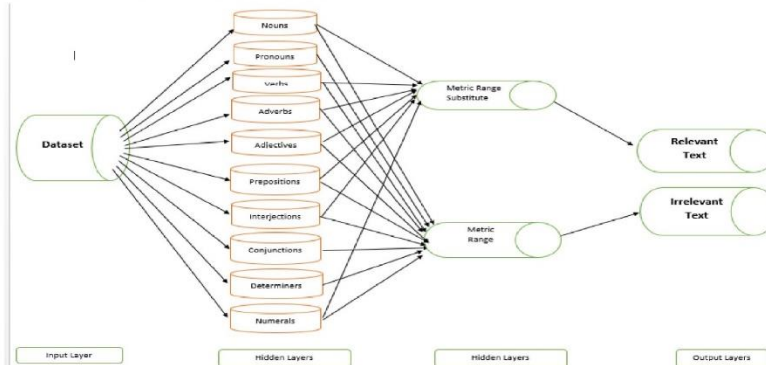 Nouns
Pronouns
Verbs
Adverbs
Adjectives
Prepositions
Interjections
Conjunctions
Determiners
Numerals
Dataset
Metric Range
Substitute
Metric
Range
Relevant
Text
Irrelevant
Text
Input Layer
Hidden Layers
Hidden Layers
Output Layers